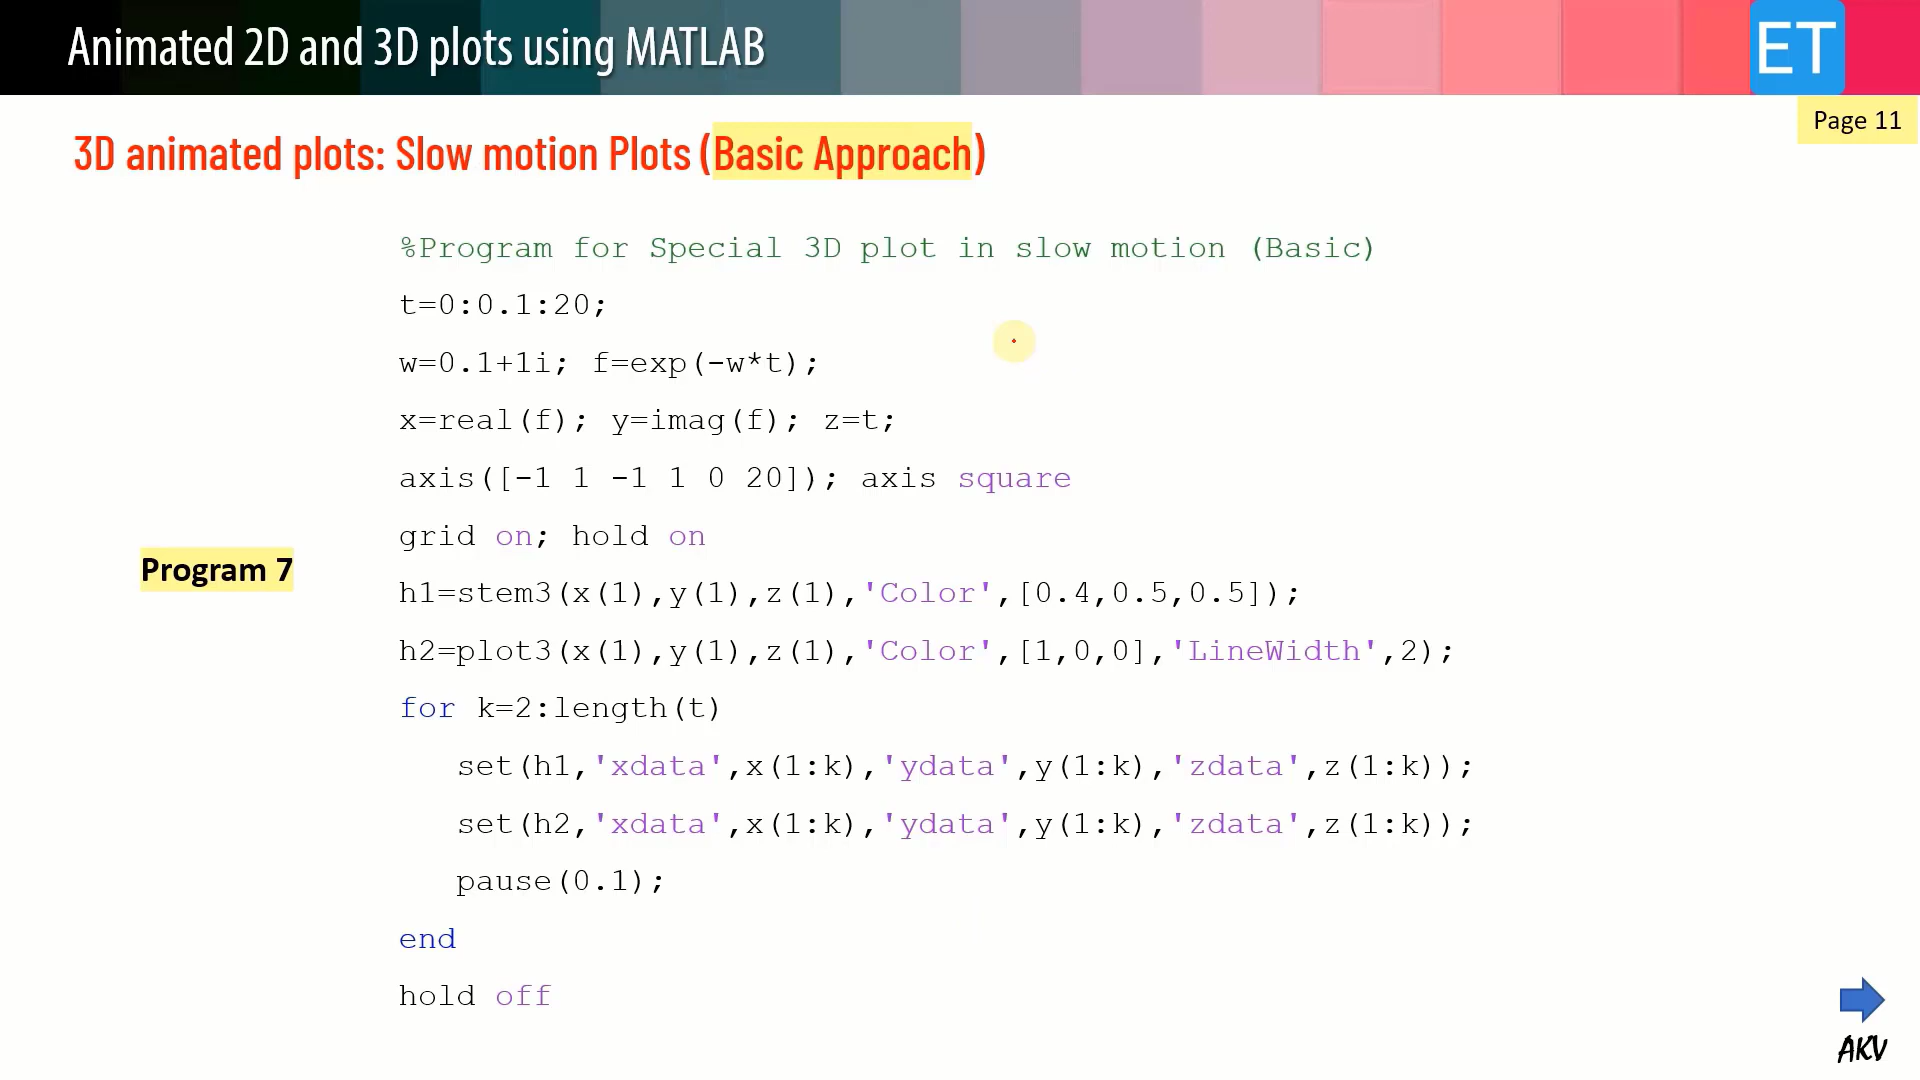 Animated 2D and 3D plots using MATLAB
ET
Page 11
3D animated plots: Slow motion Plots (Basic Approach)
%Program for Special 3D plot in slow motion (Basic)
t=0:0.1:20;
w=0.1+1i; f=exp(-w*t);
x=real(f); y=imag(f); z=t;
axis([-1 1 -1 1 0 20]); axis square
grid on; hold on
Program 7
h1=stem3(x(1),y(1),z(1),'Color',[0.4,0.5,0.5]);
h2=plot3(x(1),y(1),z(1),'Color',[1,0,0],'LineWidth',2);
for k=2:length(t)
set(h1,'xdata',x(1:k),'ydata',y(1:k),'zdata',z(1:k));
set(h2,'xdata',x(1:k),'ydata',y(1:k),'zdata',z(1:k));
pause(0.1);
end
hold off
AKV